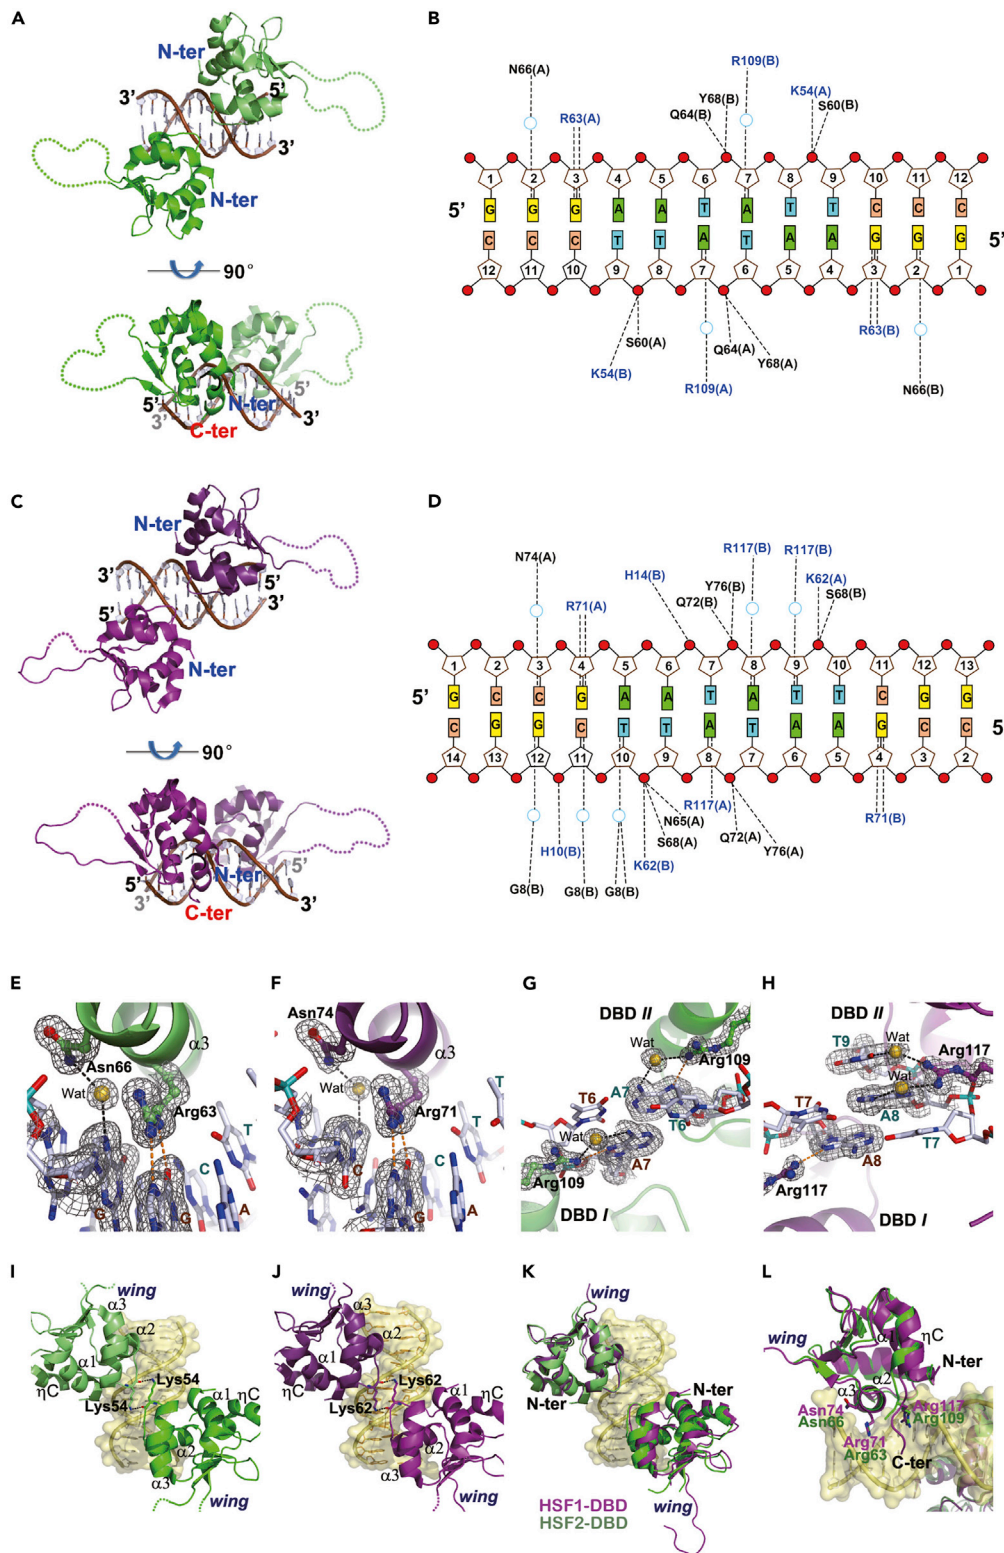 A
N-ter
5'
3'
3'
N-ter
90°
5'
3'
N-ter
3'
5'
C-ter
B
R109(B)
N66(A)
K54(A)
R63(A)
Y68(B)
S60(B)
Q64(B)
1 2 3 4 5 6 7 8 9 10 11 12
5' G G G A A T A T T C C C
C C C T T A T A A G G G 5'
12 11 10 9 8 7 6 5 4 3 2 1
S60(A)
Q64(A)
R63(B)
K54(B)
R109(A)
Y68(A)
N66(B)
C
N-ter
3'
5'
5'
3'
N-ter
90°
5'
5'
3'
N-ter
3'
C-ter
D
R117(B)
R117(B)
N74(A)
H14(B)
Y76(B)
K62(A)
R71(A)
Q72(B)
S68(B)
1 2 3 4 5 6 7 8 9 10 11 12 13
5' G C C G A A T A T T C G G
C G G C T T A T A A G C C 5
14 13 12 11 10 9 8 7 6 5 4 3 2
R117(A)
N65(A)
S68(A)
Q72(A)
R71(B)
H10(B)
K62(B)
Y76(A)
G8(B)
G8(B)
G8(B)
E
α3
Asn66
Wat
Arg63
T
C
G
G
A
F
Asn74
α3
Wat
Arg71
T
T
C
C
G
A
G
DBD II
Wat
Arg109
A7
T6
T6
Wat
A7
Arg109
DBD I
H
DBD II
T9
Wat
Arg117
Wat
T7
A8
T7
A8
Arg117
DBD I
I
wing
α3
α2
α1
Lys54
ηC
α1
ηC
Lys54
α2
α3
wing
J
wing
α3
α2
α1
Lys62
ηC
α1
ηC
Lys62
α2
α3
wing
K
wing
N-ter
N-ter
wing
HSF1-DBD
HSF2-DBD
L
α1
ηC
wing
N-ter
α2
α3
Asn74
Arg117
Asn66
Arg109
Arg71
Arg63
C-ter